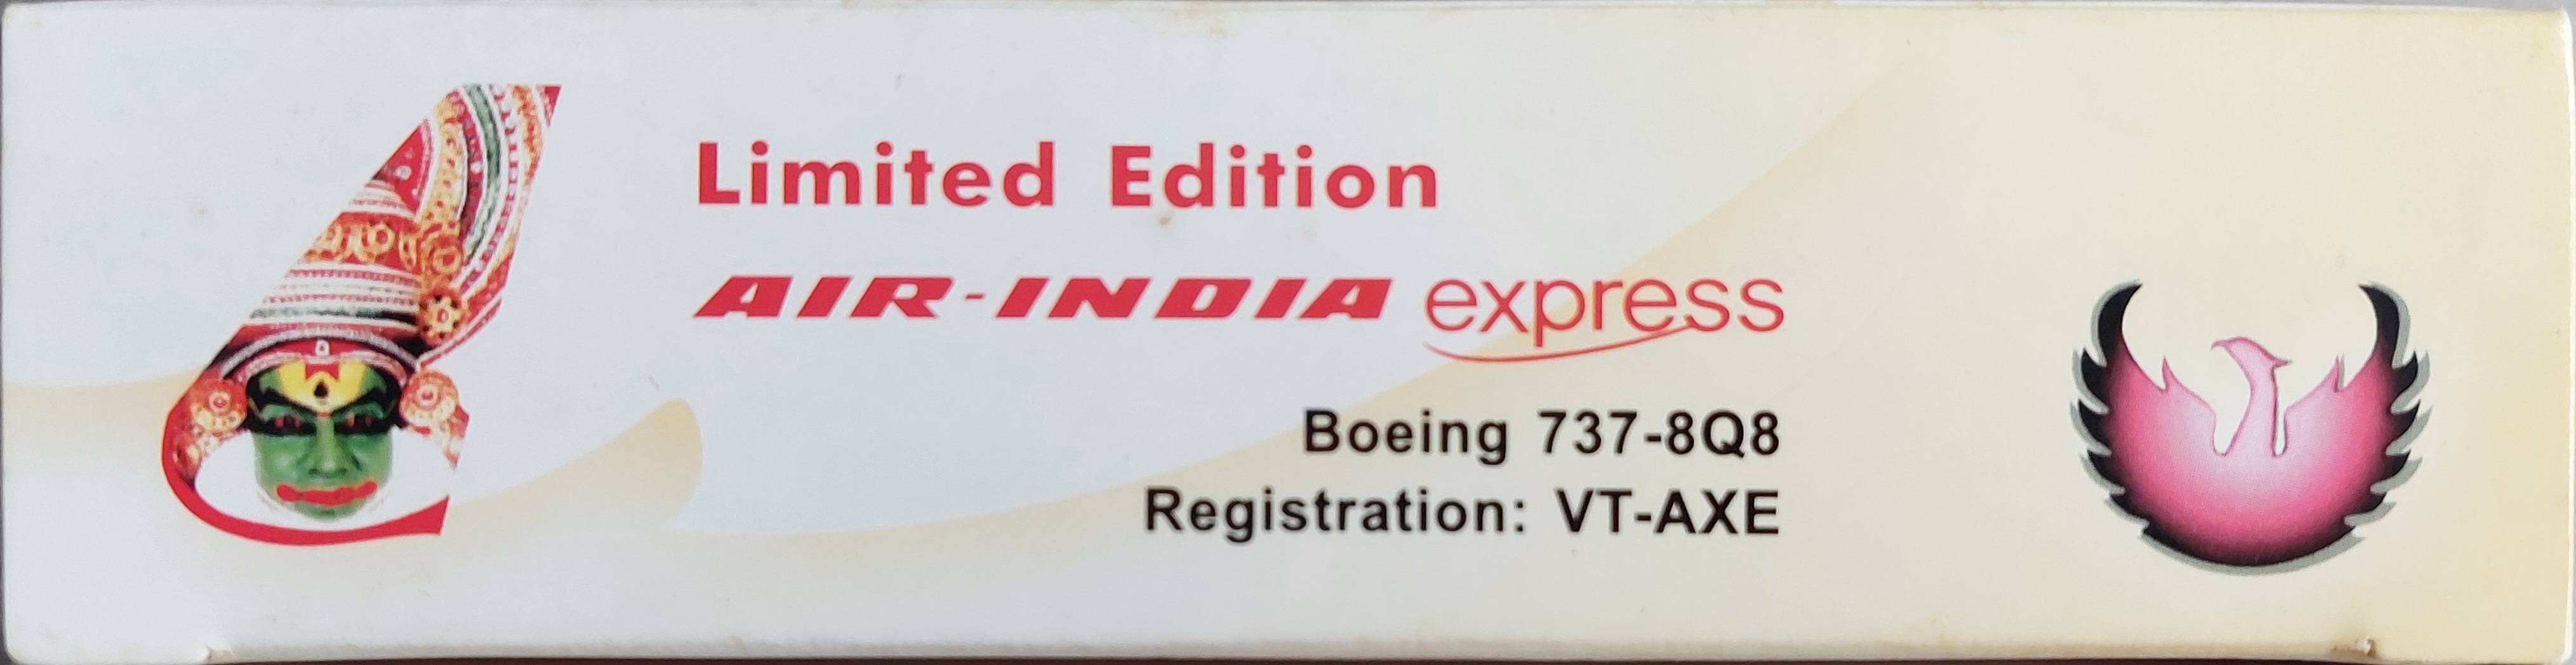 Limited Edition
AIR-INDIA express
Boeing 737-8Q8
Registration: VT-AXE